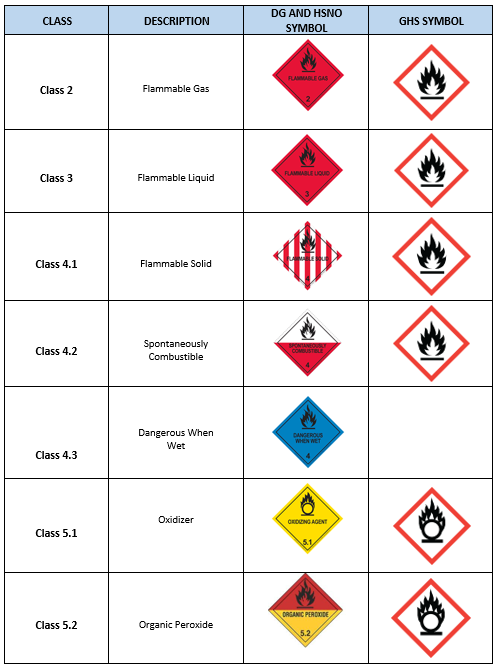 CLASS
DESCRIPTION
DG AND HSNO
SYMBOL
GHS SYMBOL
Class 2
Flammable Gas
FLAMMABLE GAS
2
Class 3
Flammable Liquid
FLAMMABLE LIQUID
3
Class 4.1
Flammable Solid
FLAMMABLE SOLID
Class 4.2
Spontaneously
Combustible
SPONTANEOUSLY
COMBUSTIBLE
4
Class 4.3
Dangerous When
Wet
DANGEROUS
WHEN WET
4
Class 5.1
Oxidizer
OXIDIZING AGENT
5.1
Class 5.2
Organic Peroxide
ORGANIC PEROXIDE
5.2